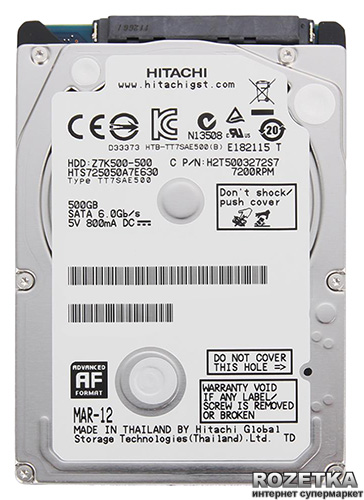 HITACHI
www.hitachigst.com
N13508
20
D33373 HTB-TT7SAE500(B) E182115 T
HDD:Z7K500-500 C P/N:H2T5003272S7
HTS725050A7E630 7200RPM
Type TT7SAE500
500GB
SATA 6.0Gb/s
5V 800mA DC
Don't shock/
push cover
ADVANCED
AF
FORMAT
MAR-12
DO NOT COVER
THIS HOLE
WARRANTY VOID
IF ANY LABEL/
SCREW IS REMOVED
OR BROKEN
MADE IN THAILAND BY Hitachi Global
Storage Technologies(Thailand)Ltd. TD
ROZETKA
интернет супермаркет